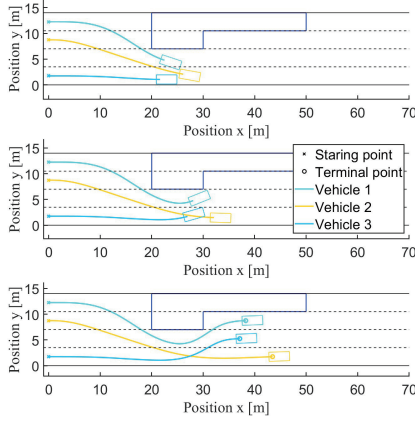 15
10
5
0
Position y [m]
0 10 20 30 40 50 60 70
Position x [m]
15
10
5
0
Position y [m]
Staring point
Terminal point
Vehicle 1
Vehicle 2
Vehicle 3
0 10 20 30 40 50 60 70
Position x [m]
15
10
5
0
Position y [m]
0 10 20 30 40 50 60 70
Position x [m]